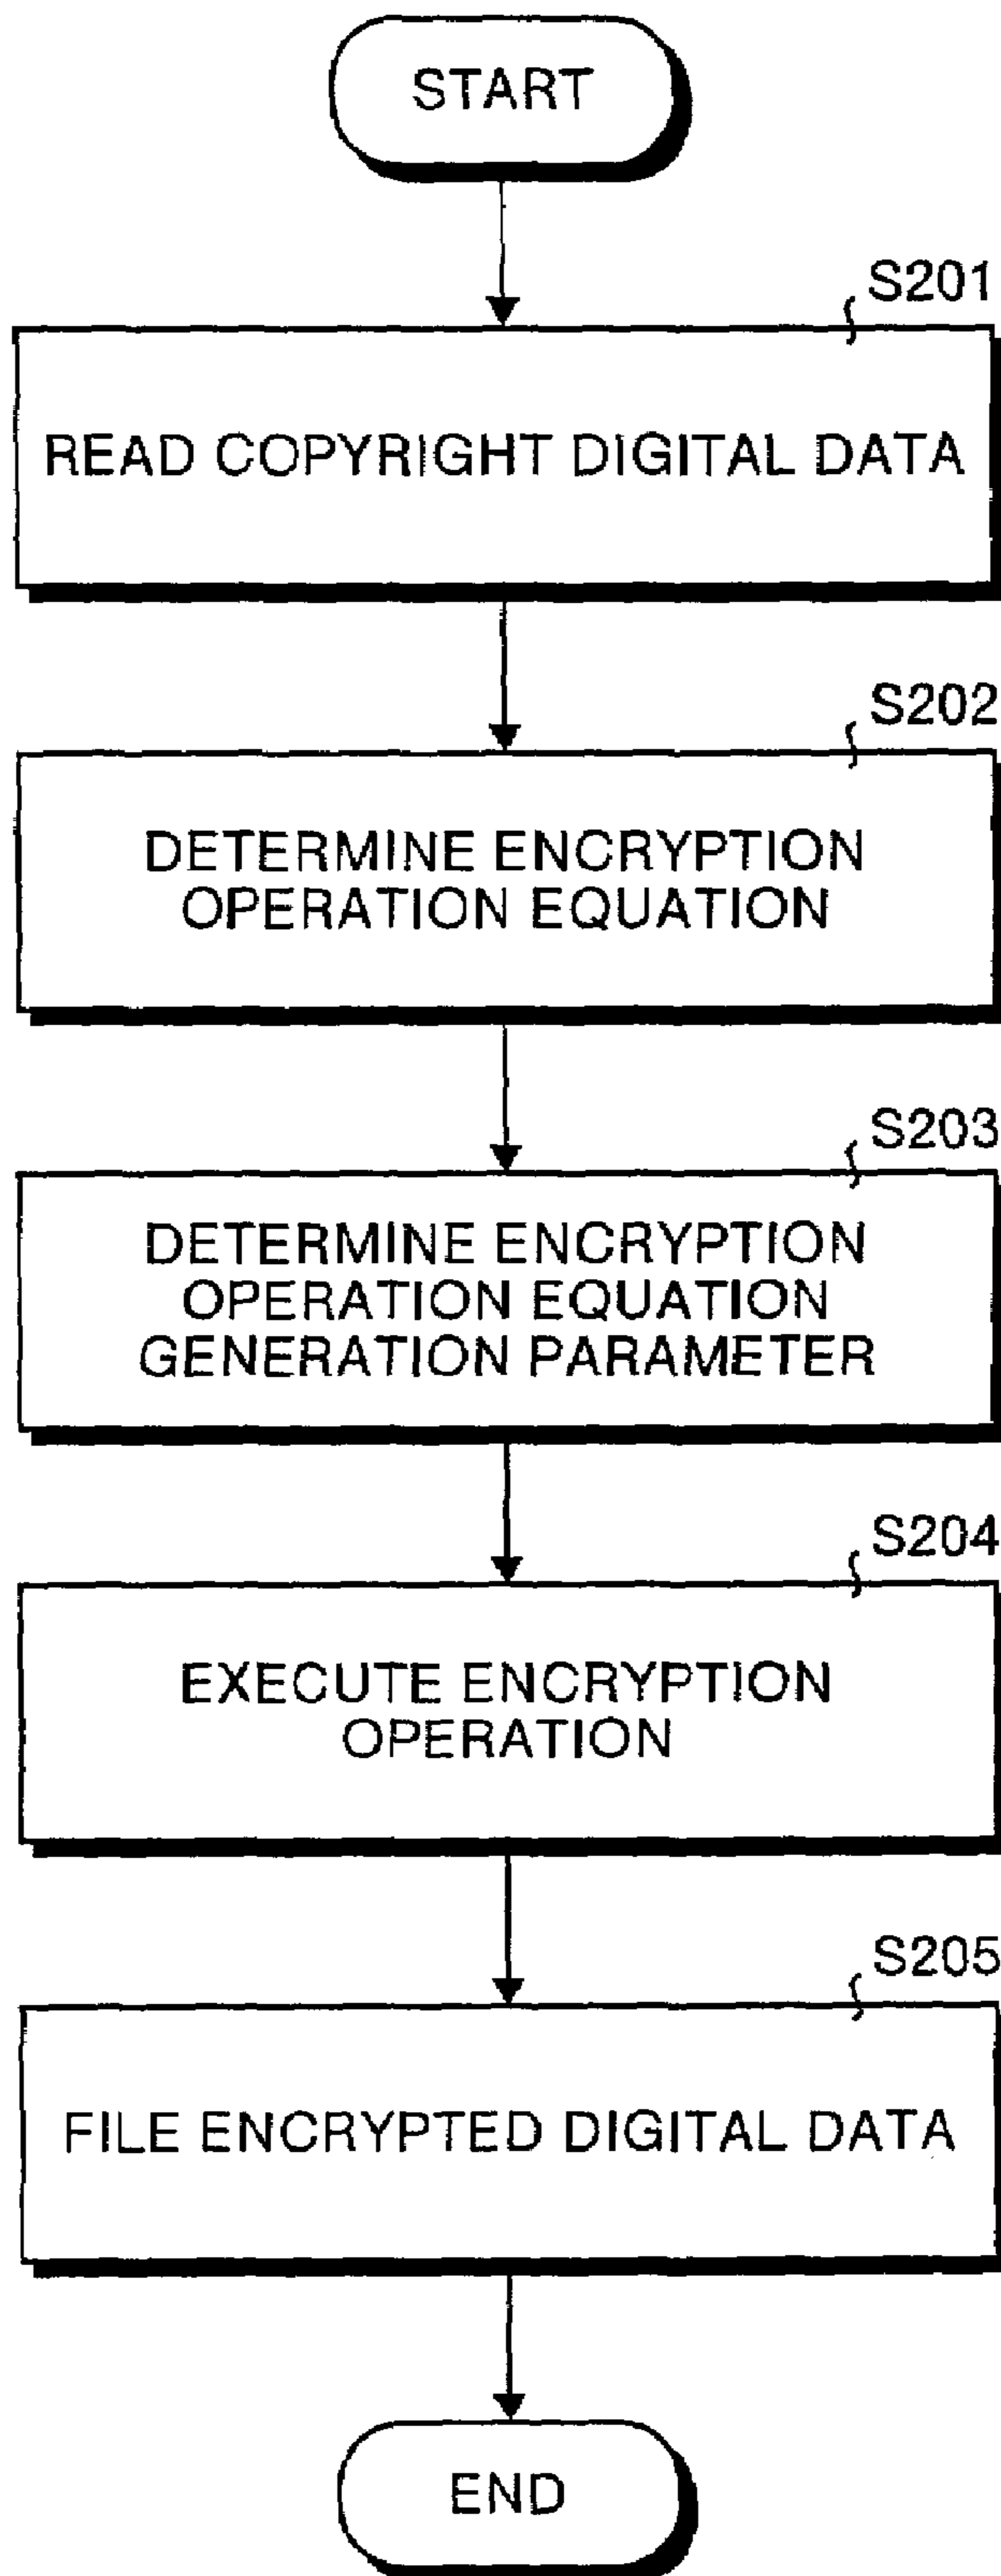 START
S201
READ COPYRIGHT DIGITAL DATA
S202
DETERMINE ENCRYPTION
OPERATION EQUATION
S203
DETERMINE ENCRYPTION
OPERATION EQUATION
GENERATION PARAMETER
S204
EXECUTE ENCRYPTION
OPERATION
S205
FILE ENCRYPTED DIGITAL DATA
END